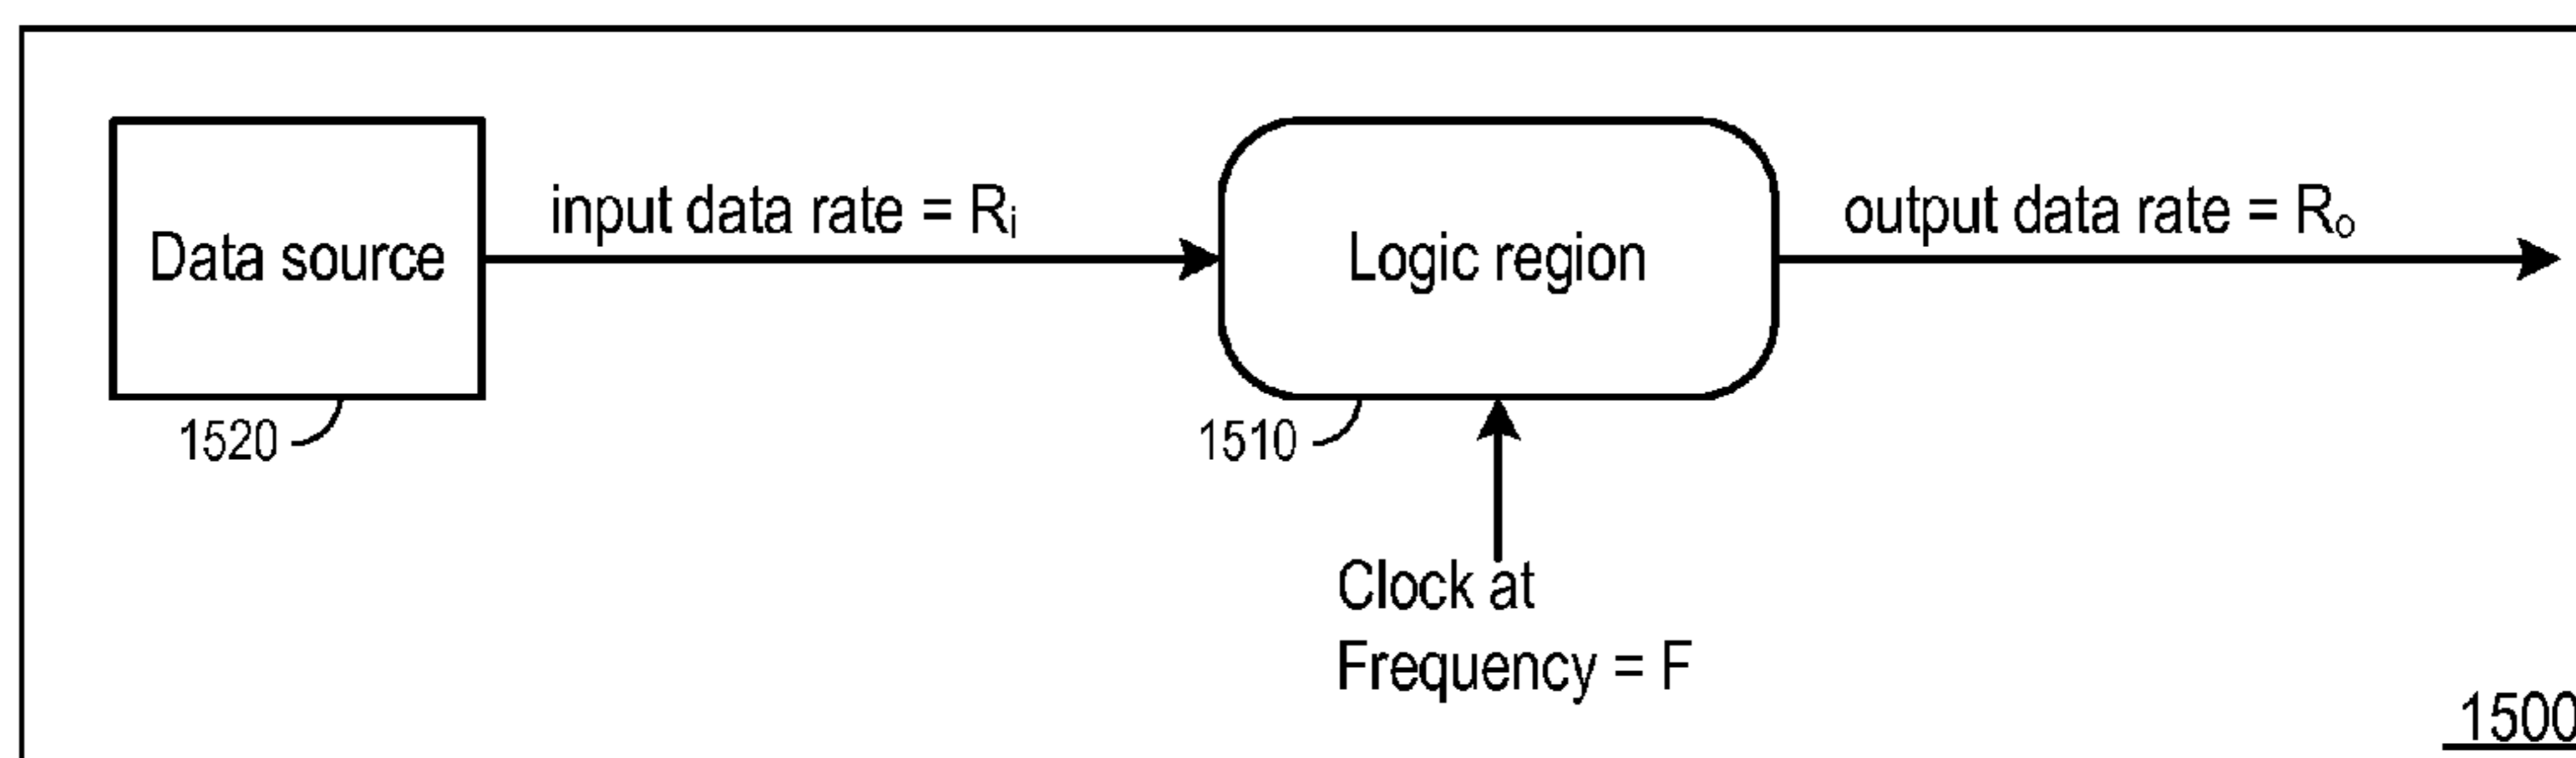 Data source
input data rate = Rᵢ
Logic region
output data rate = Rₒ
1520
1510
Clock at
Frequency = F
1500